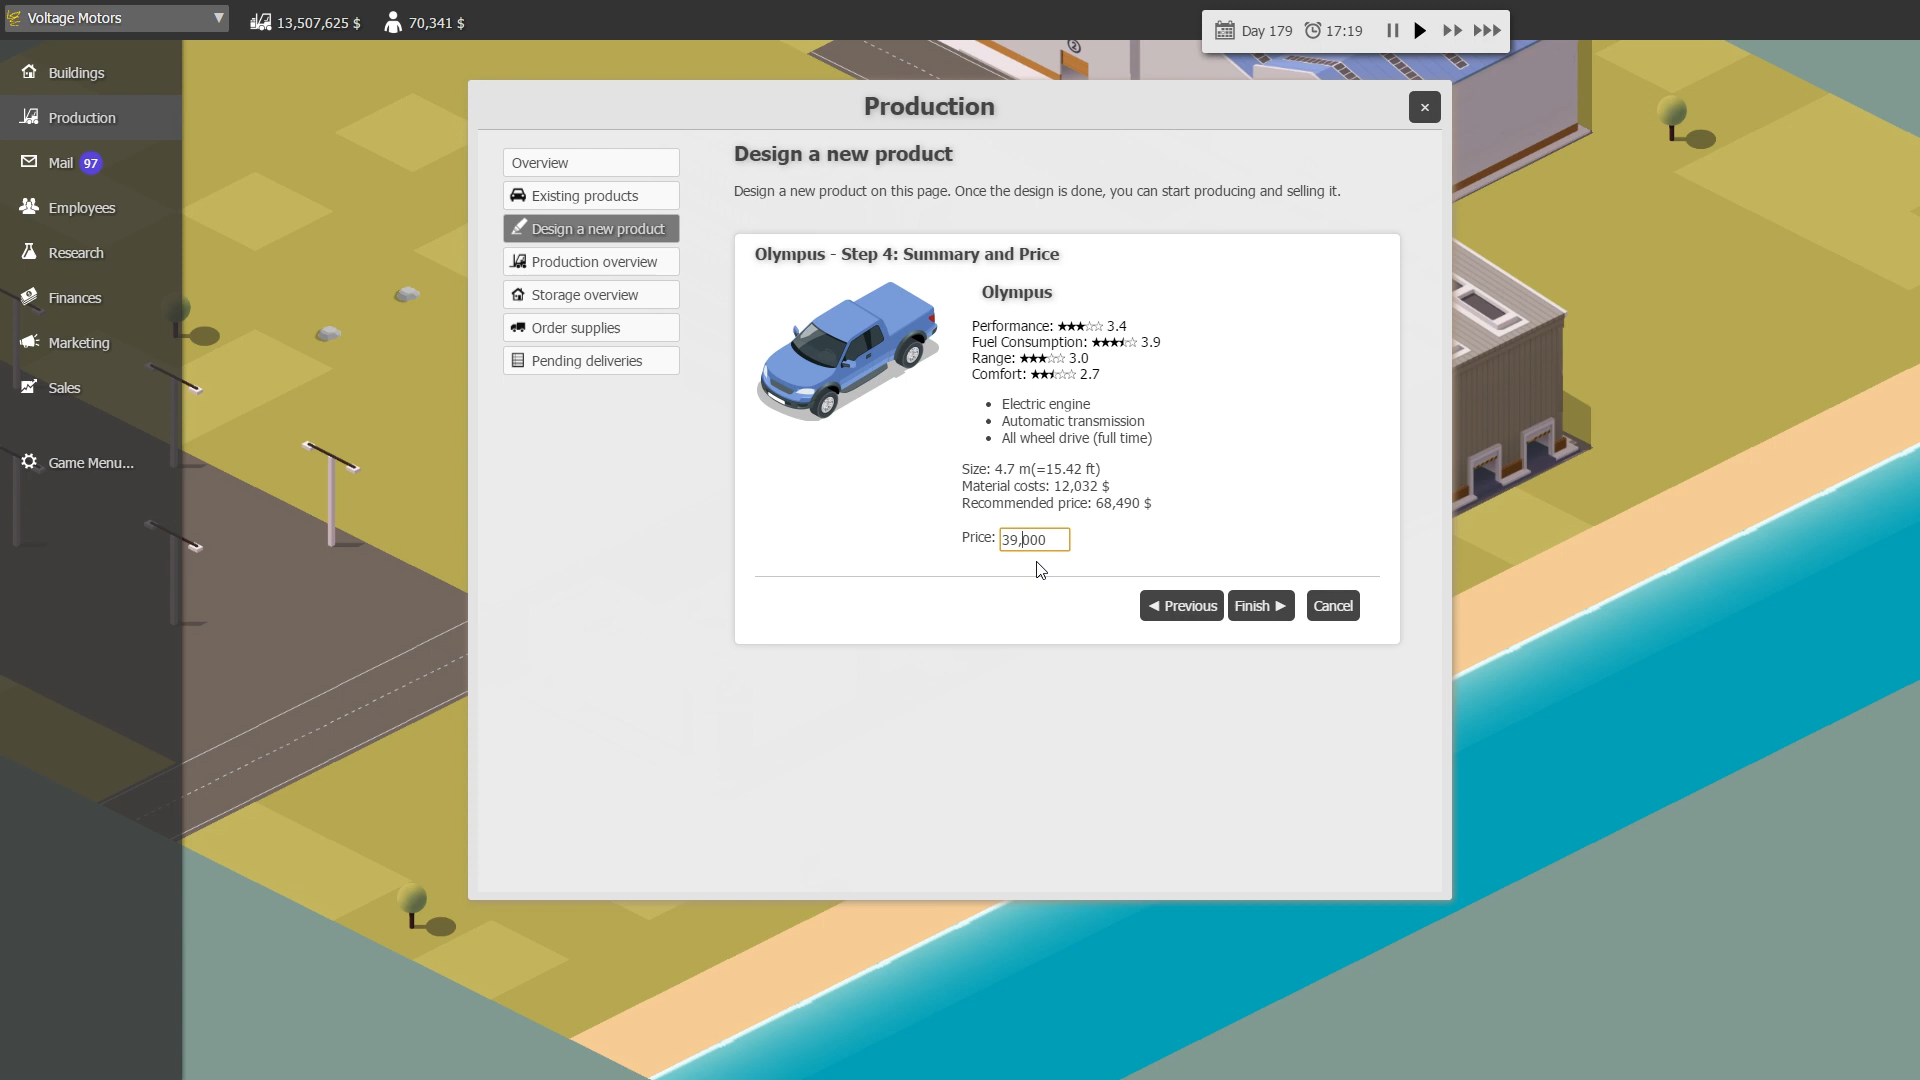 Voltage Motors
13,507,625 $
70,341 $
Day 179
17:19
Buildings
Production
Mail 97
Employees
Research
Finances
Marketing
Sales
Game Menu...
Production
×
Overview
Existing products
Design a new product
Production overview
Storage overview
Order supplies
Pending deliveries
Design a new product
Design a new product on this page. Once the design is done, you can start producing and selling it.
Olympus - Step 4: Summary and Price
Olympus
Performance: ★★★☆☆ 3.4
Fuel Consumption: 3.9
Range: ★★★☆☆ 3.0
Comfort: 2.7
• Electric engine
• Automatic transmission
• All wheel drive (full time)
Size: 4.7 m(=15.42 ft)
Material costs: 12,032 $
Recommended price: 68,490 $
Price: 39,000
◀ Previous
Finish ▶
Cancel
2